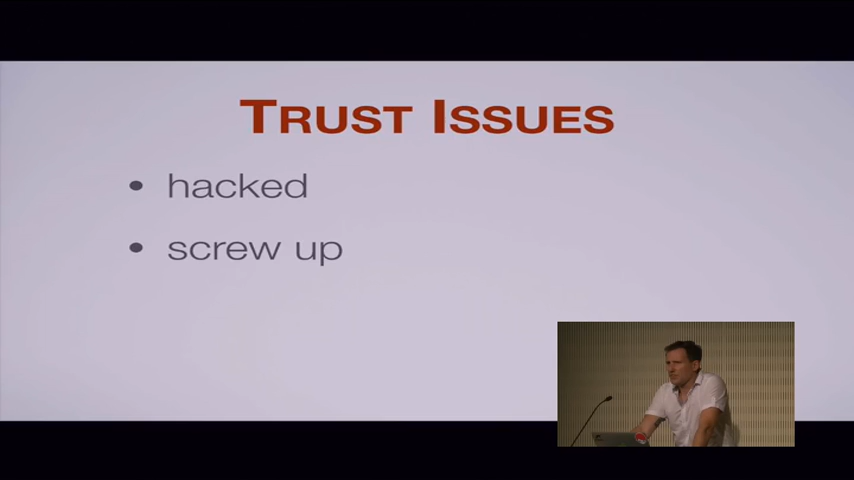 TRUST ISSUES
• hacked
• screw up